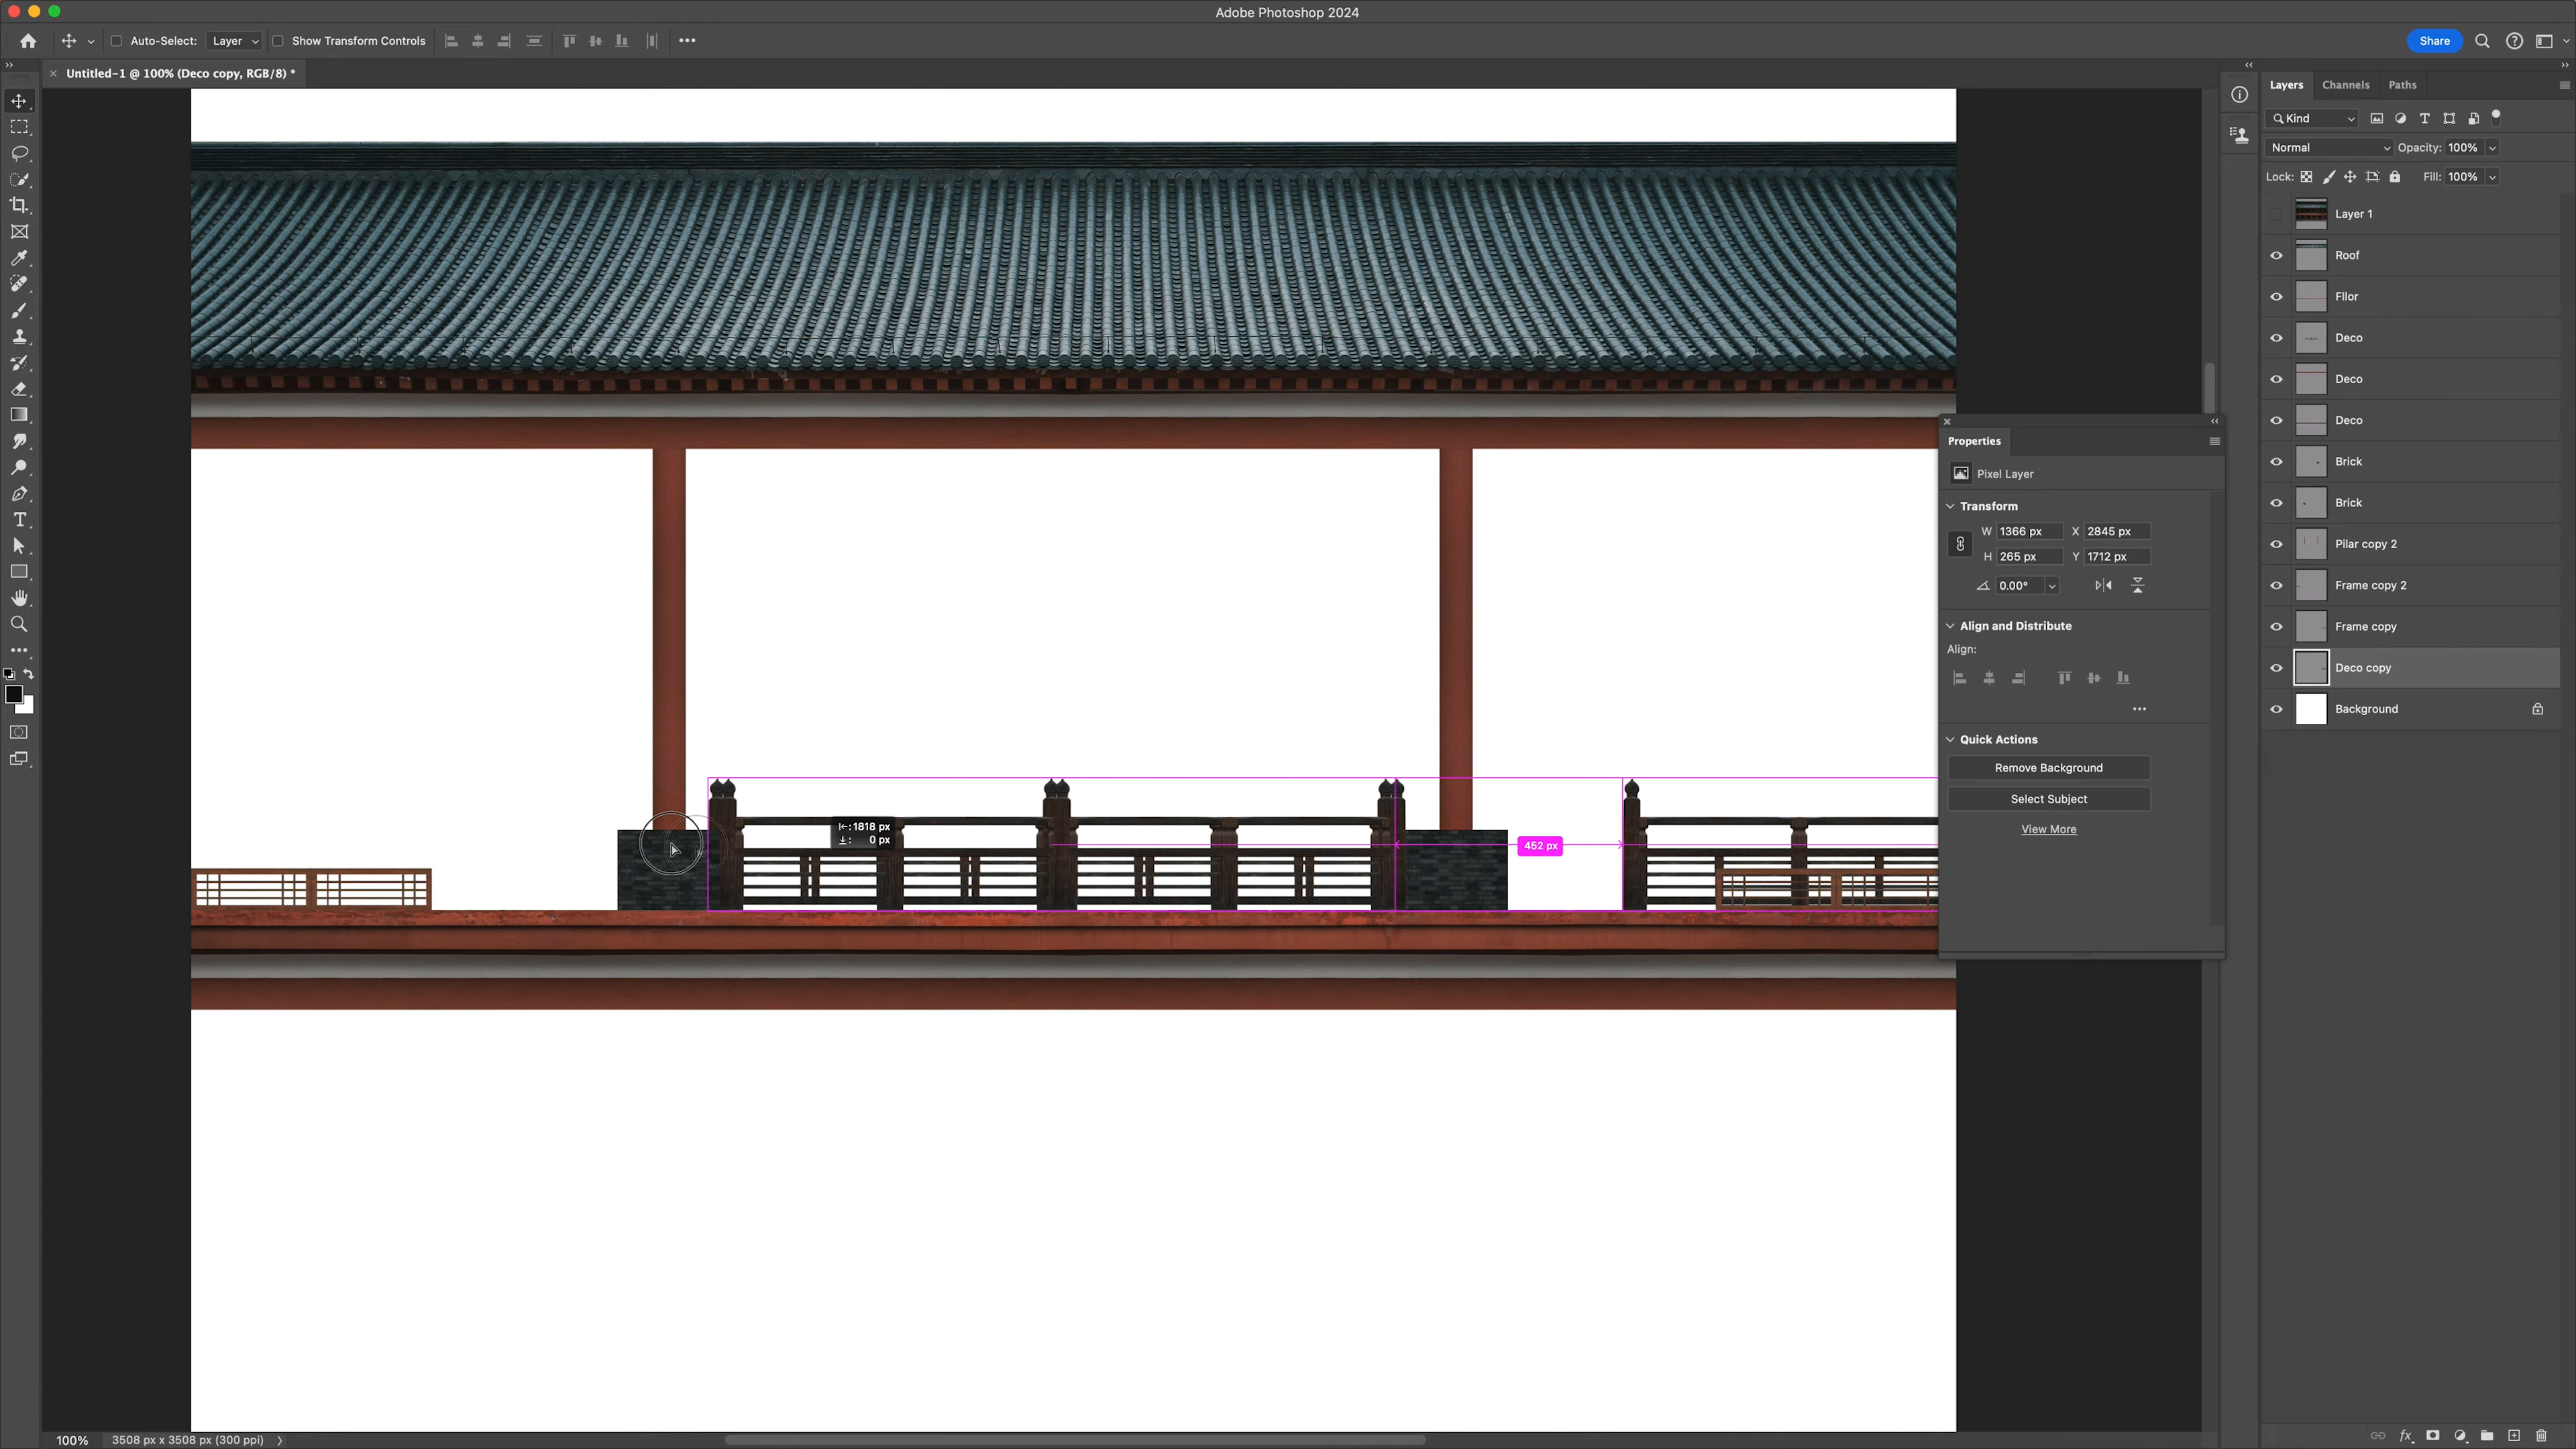 Adobe Photoshop 2024
Auto-Select: Layer Show Transform Controls Share
Untitled-1 @ 100% (Deco copy, RGB/8) *
Layers Channels Paths
Kind
Normal Opacity: 100%
Lock: Fill: 100%
Layer 1
Roof
Fllor
Deco
Deco
Deco
Brick
Brick
Pilar copy 2
Frame copy 2
Frame copy
Deco copy
Background
Properties
Pixel Layer
Transform
W 1366 px X 2845 px
H 265 px Y 1712 px
0.00°
Align and Distribute
Align:
Quick Actions
Remove Background
Select Subject
View More
1818 px
0 px
452 px
100% 3508 px x 3508 px (300 ppi)